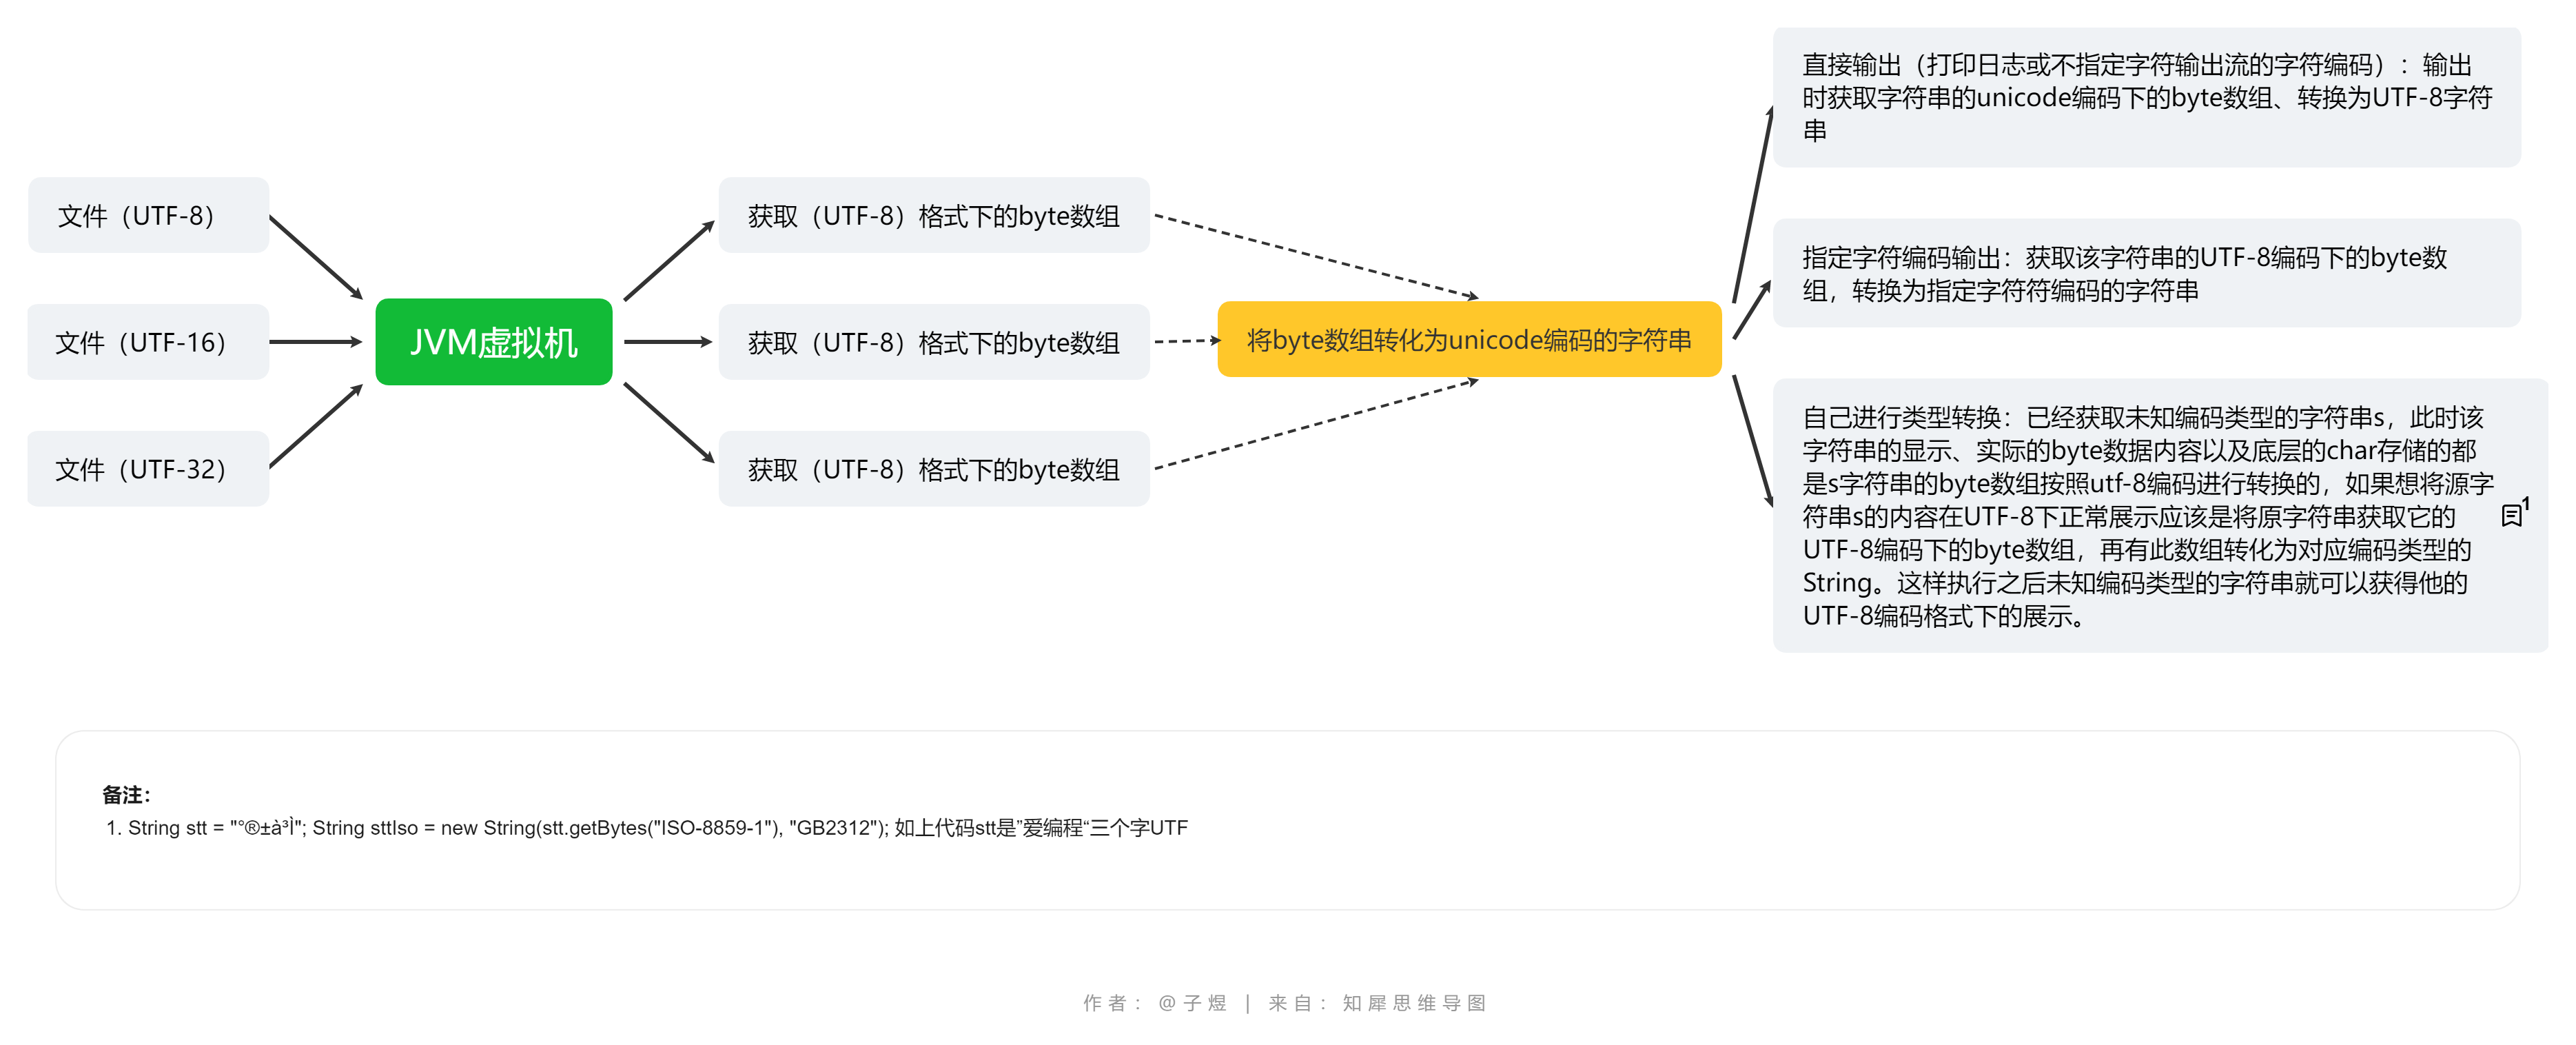 文件（UTF-8）
文件（UTF-16）
文件（UTF-32）
JVM虚拟机
获取（UTF-8）格式下的byte数组
获取（UTF-8）格式下的byte数组
获取（UTF-8）格式下的byte数组
将byte数组转化为unicode编码的字符串
直接输出（打印日志或不指定字符输出流的字符编码）：输出
时获取字符串的unicode编码下的byte数组、转换为UTF-8字符
串
指定字符编码输出：获取该字符串的UTF-8编码下的byte数
组，转换为指定字符符编码的字符串
自己进行类型转换：已经获取未知编码类型的字符串s，此时该
字符串的显示、实际的byte数据内容以及底层的char存储的都
是s字符串的byte数组按照utf-8编码进行转换的，如果想将源字
符串s的内容在UTF-8下正常展示应该是将原字符串获取它的
UTF-8编码下的byte数组，再有此数组转化为对应编码类型的
String。这样执行之后未知编码类型的字符串就可以获得他的
UTF-8编码格式下的展示。
1
备注：
1. String stt = "°®±à³Ì"; String sttIso = new String(stt.getBytes("ISO-8859-1"), "GB2312"); 如上代码stt是”爱编程“三个字UTF
作者：@子煜 | 来自：知犀思维导图